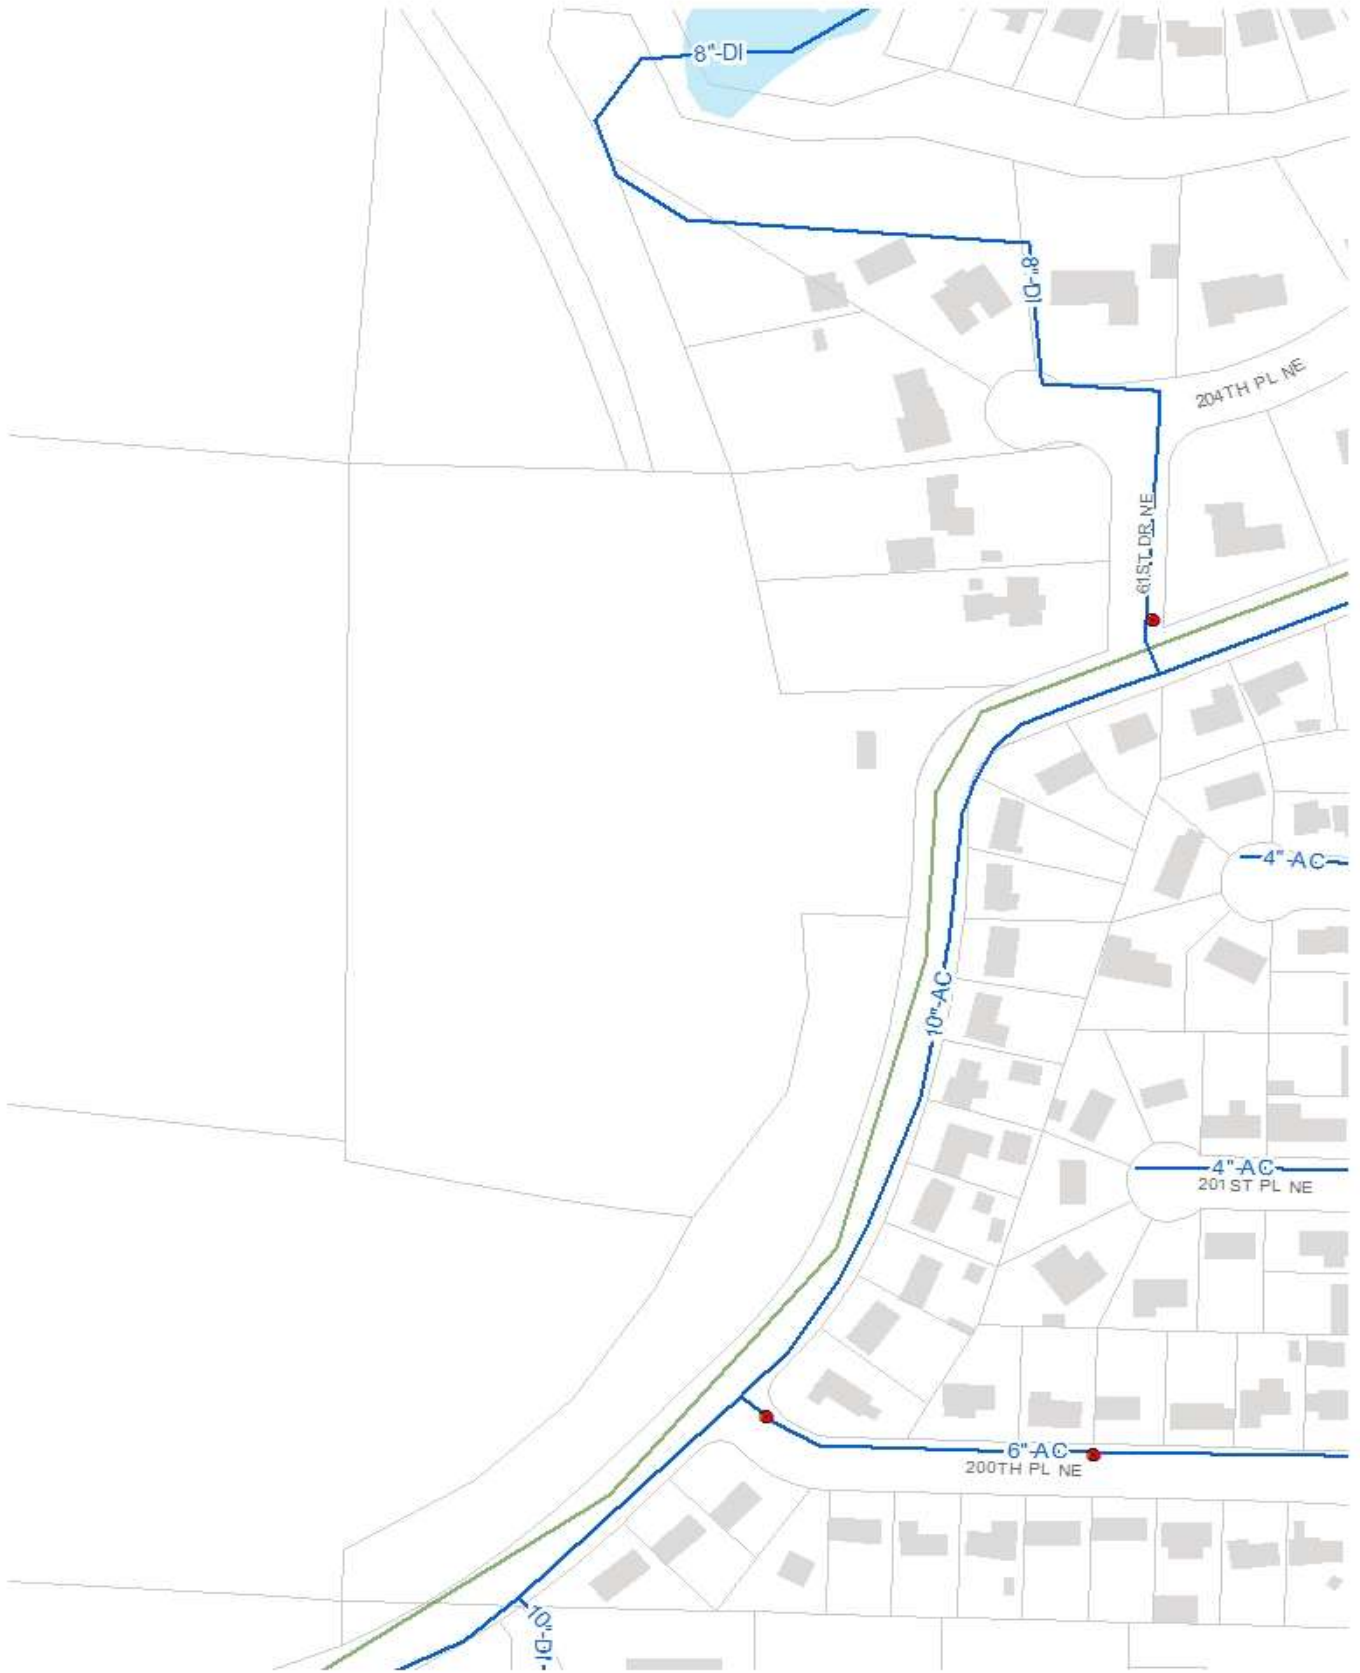 8"-DI
8"-DI
204TH PL NE
61ST DR NE
4"-AC
10"-AC
4"-AC
201ST PL NE
6"-AC
200TH PL NE
10"-DI